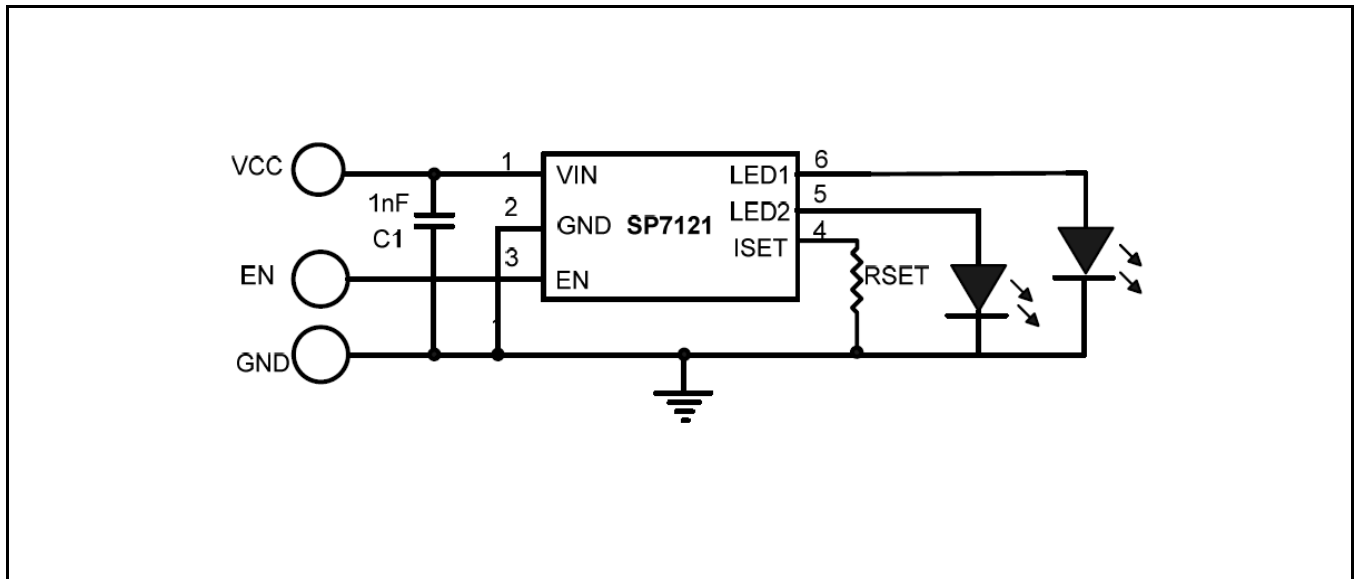 VCC
1
VIN
LED1
6
1nF
C1
2
GND
SP7121
LED2
5
EN
3
EN
ISET
4
RSET
GND